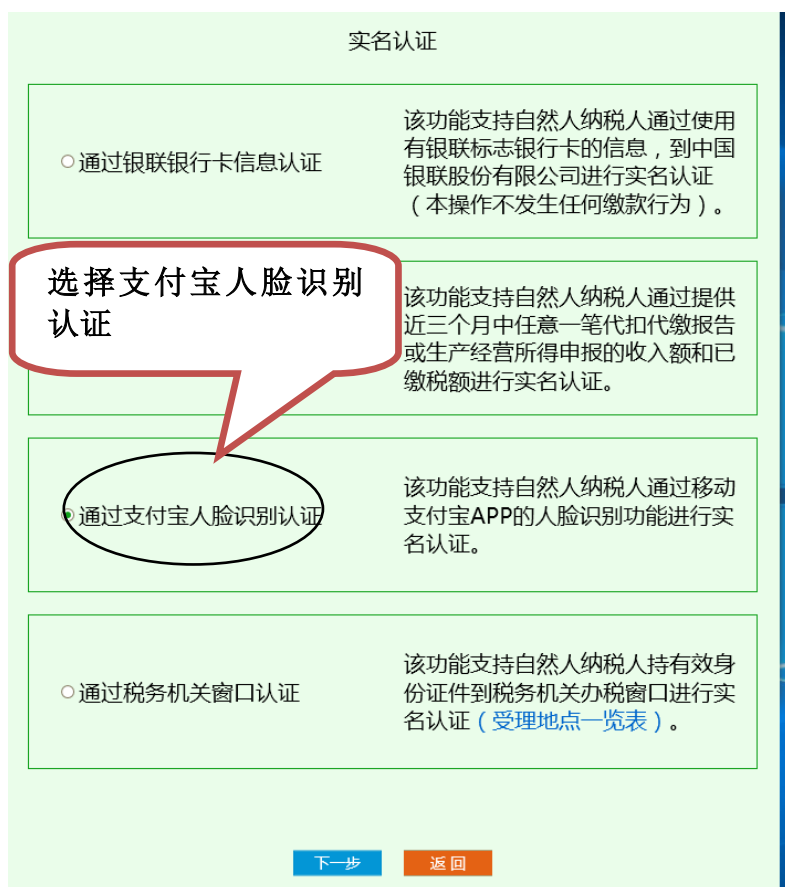 实名认证
通过银联银行卡信息认证
该功能支持自然人纳税人通过使用
有银联标志银行卡的信息，到中国
银联股份有限公司进行实名认证
（本操作不发生任何缴款行为）。
选择支付宝人脸识别
认证
该功能支持自然人纳税人通过提供
近三个月中任意一笔代扣代缴报告
或生产经营所得申报的收入额和已
缴税额进行实名认证。
通过支付宝人脸识别认证
该功能支持自然人纳税人通过移动
支付宝APP的人脸识别功能进行实
名认证。
通过税务机关窗口认证
该功能支持自然人纳税人持有效身
份证件到税务机关办税窗口进行实
名认证（受理地点一览表）。
下一步
返回